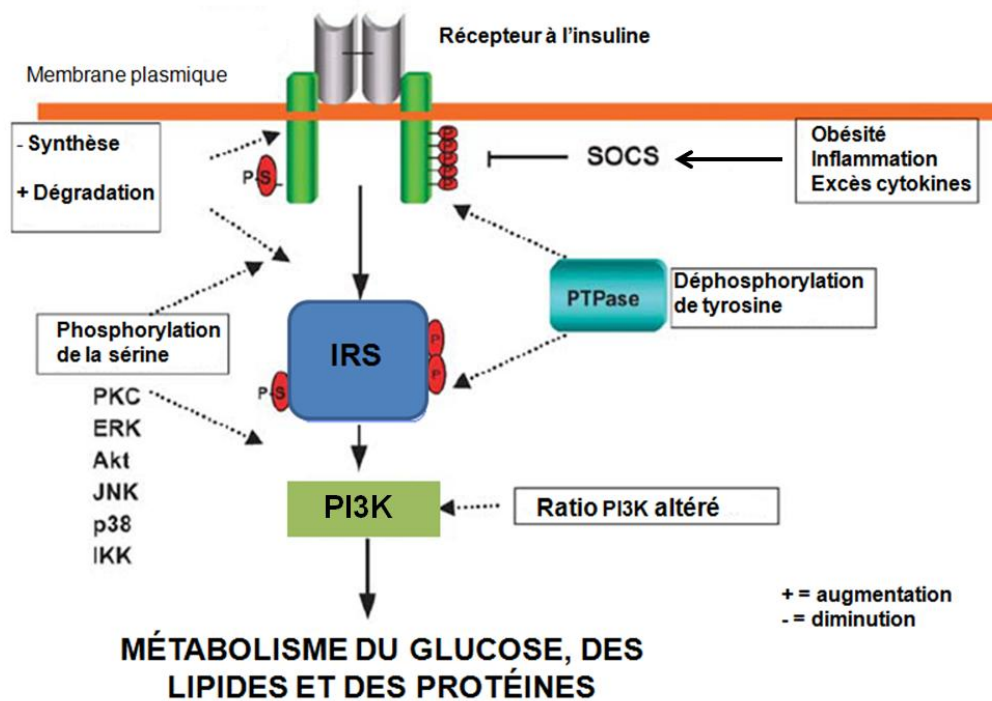 Récepteur à l'insuline
Membrane plasmique
- Synthèse
+ Dégradation
P-S
P
P
P
P
P
SOCS
Obésité
Inflammation
Excès cytokines
PTPase
Déphosphorylation
de tyrosine
Phosphorylation
de la sérine
PKC
ERK
Akt
JNK
p38
IKK
IRS
P
P
P-S
PI3K
Ratio PI3K altéré
+ = augmentation
- = diminution
MÉTABOLISME DU GLUCOSE, DES
LIPIDES ET DES PROTÉINES